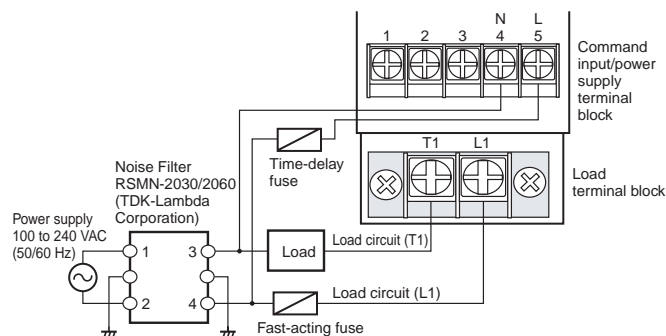 N L
1 2 3 4 5
Command
input/power
supply
terminal
block
Time-delay
fuse
T1 L1
Load
terminal block
Noise Filter
RSMN-2030/2060
(TDK-Lambda
Corporation)
Power supply
100 to 240 VAC
(50/60 Hz)
1 3
Load
Load circuit (T1)
2 4
Load circuit (L1)
Fast-acting fuse